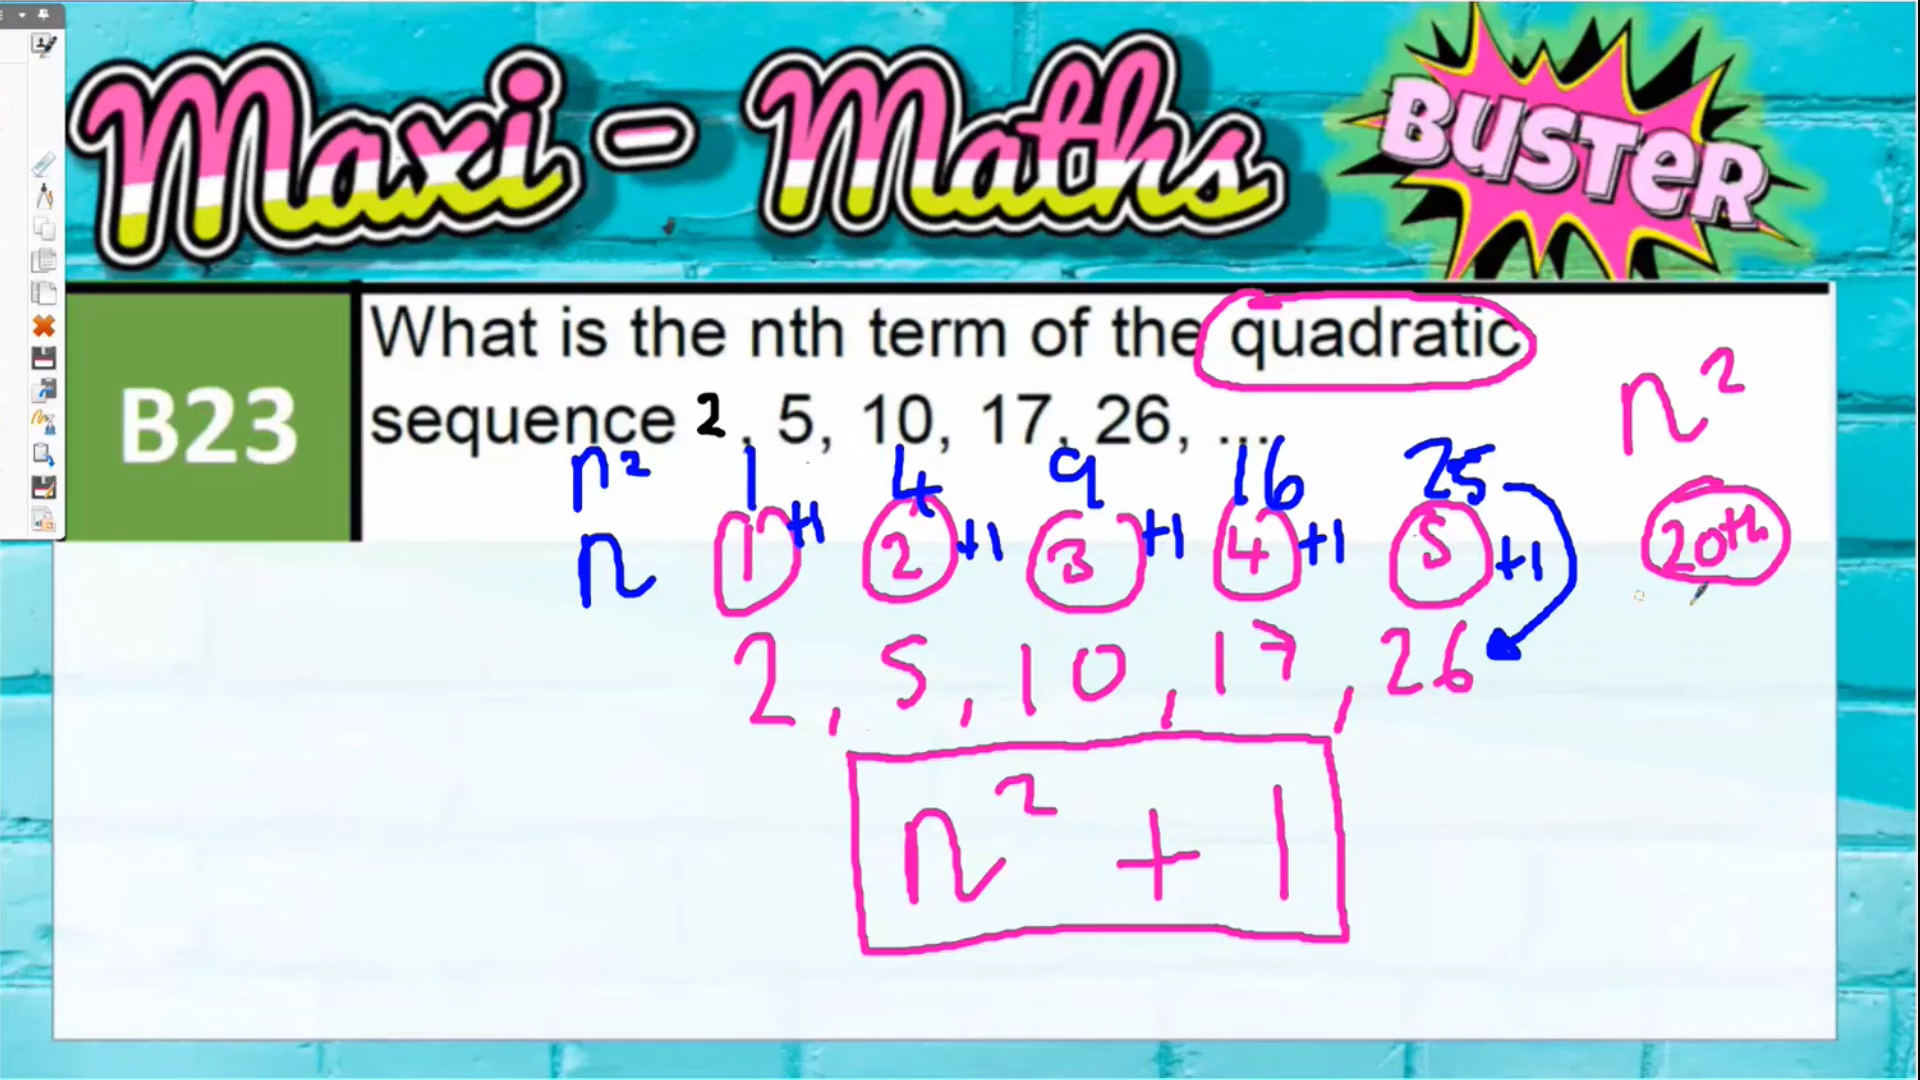 Maxi - Maths BUSTER
B23
What is the nth term of the quadratic
sequence 2, 5, 10, 17, 26, ...
n²
n² 1 4 9 16 25
n 1 +1 2 +1 3 +1 4 +1 5 +1 20th
2, 5, 10, 17, 26
n² + 1